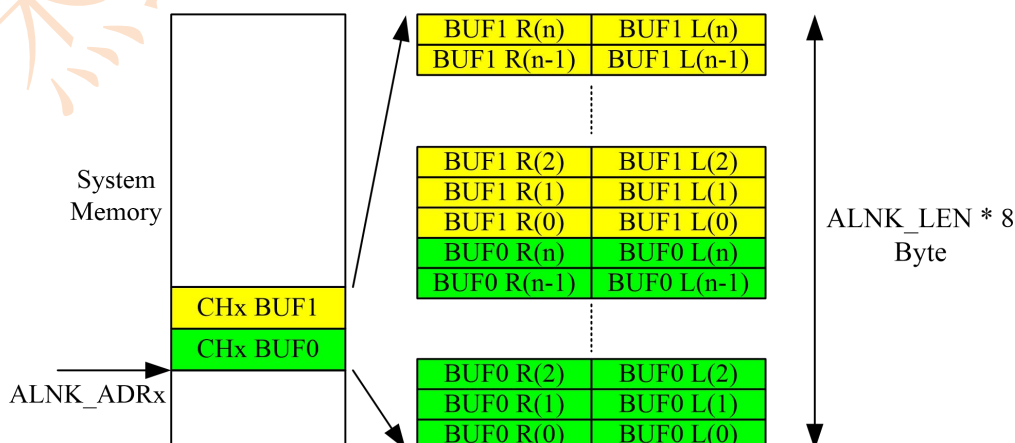 BUF1 R(n) BUF1 L(n)
BUF1 R(n-1) BUF1 L(n-1)
BUF1 R(2) BUF1 L(2)
BUF1 R(1) BUF1 L(1)
BUF1 R(0) BUF1 L(0)
BUF0 R(n) BUF0 L(n)
BUF0 R(n-1) BUF0 L(n-1)
BUF0 R(2) BUF0 L(2)
BUF0 R(1) BUF0 L(1)
BUF0 R(0) BUF0 L(0)
System
Memory
CHx BUF1
CHx BUF0
ALNK_ADRx
ALNK_LEN * 8
Byte